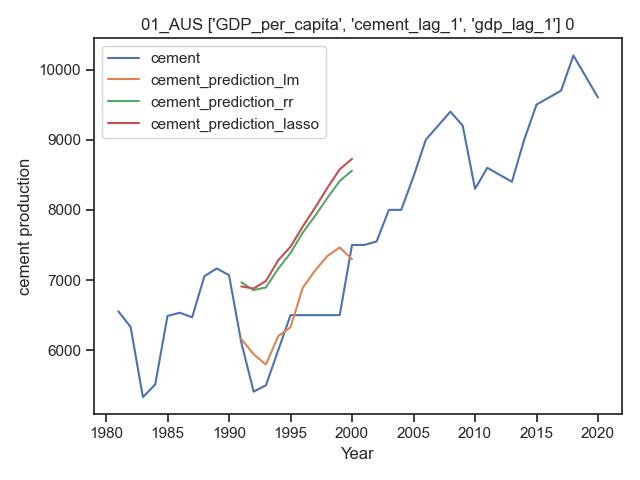 01_AUS ['GDP_per_capita', 'cement_lag_1', 'gdp_lag_1'] 0
cement
cement_prediction_lm
cement_prediction_rr
cement_prediction_lasso
10000
9000
8000
7000
6000
cement production
1980 1985 1990 1995 2000 2005 2010 2015 2020
Year